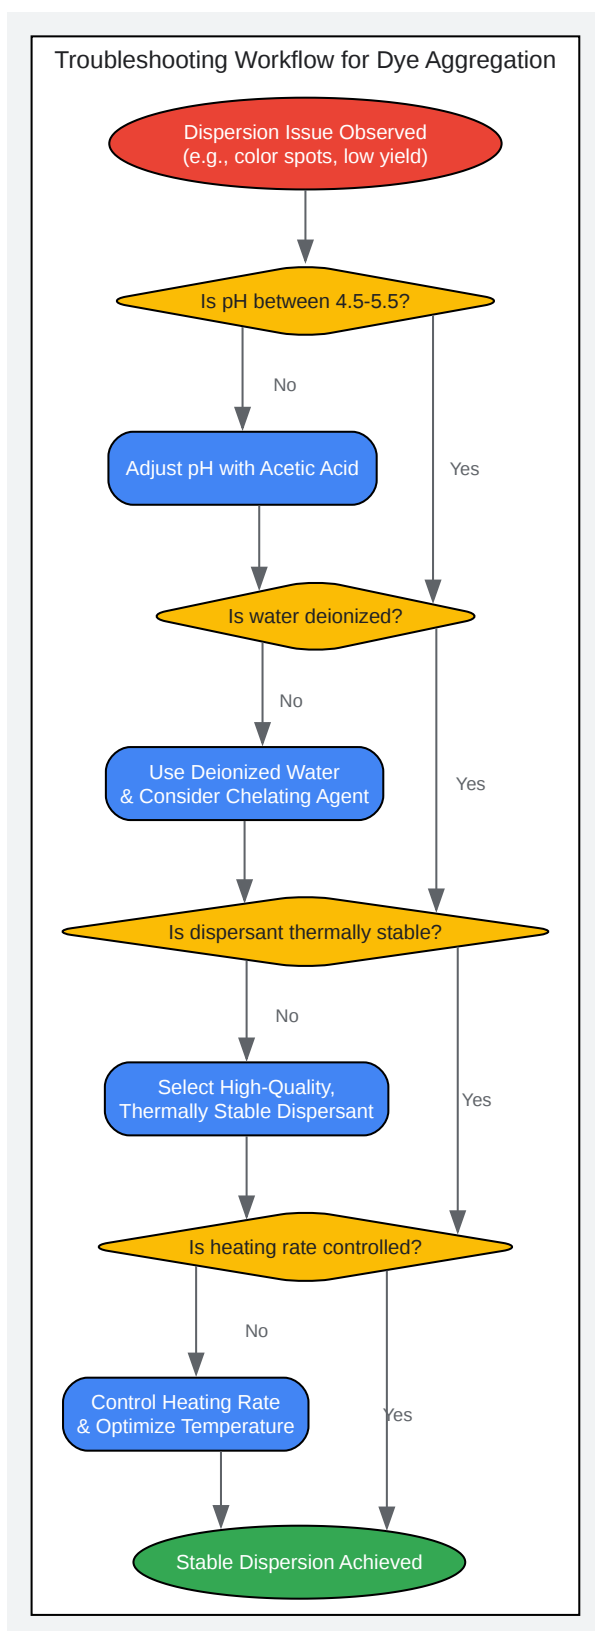 Troubleshooting Workflow for Dye Aggregation
Dispersion Issue Observed
(e.g., color spots, low yield)
Is pH between 4.5-5.5?
No
Adjust pH with Acetic Acid
Yes
Is water deionized?
No
Use Deionized Water
& Consider Chelating Agent
Yes
Is dispersant thermally stable?
No
Select High-Quality,
Thermally Stable Dispersant
Yes
Is heating rate controlled?
No
Control Heating Rate
& Optimize Temperature
Yes
Stable Dispersion Achieved